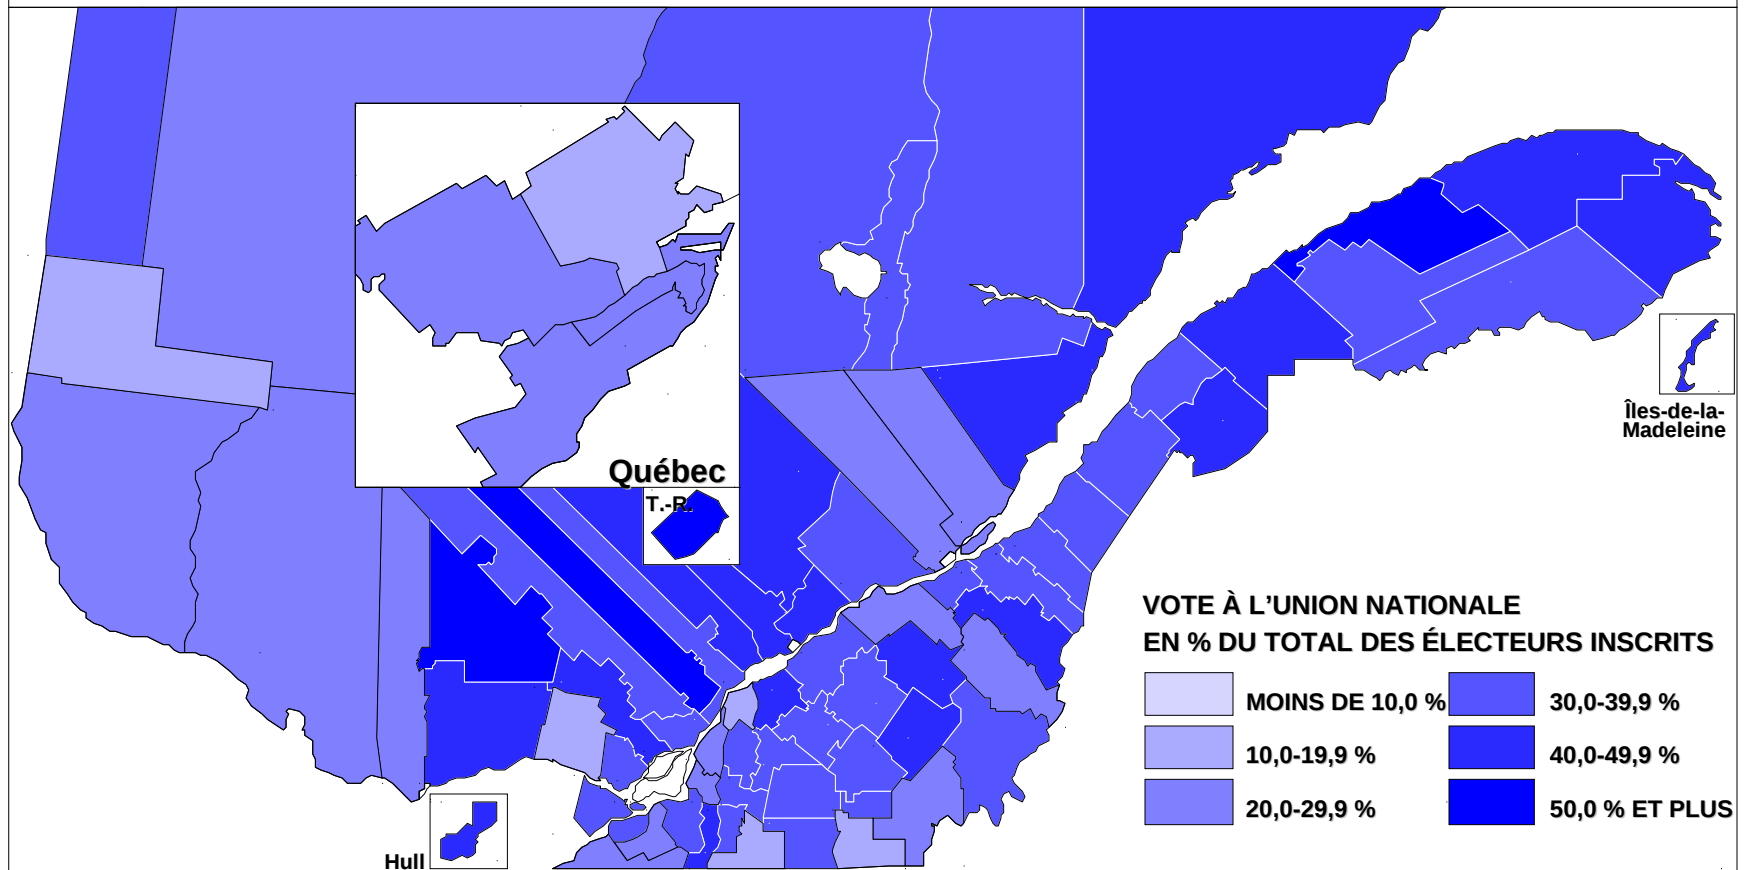 Québec
T.-R.
Îles-de-la-
Madeleine
VOTE À L’UNION NATIONALE
EN % DU TOTAL DES ÉLECTEURS INSCRITS
MOINS DE 10,0 %
30,0-39,9 %
10,0-19,9 %
40,0-49,9 %
20,0-29,9 %
50,0 % ET PLUS
Hull